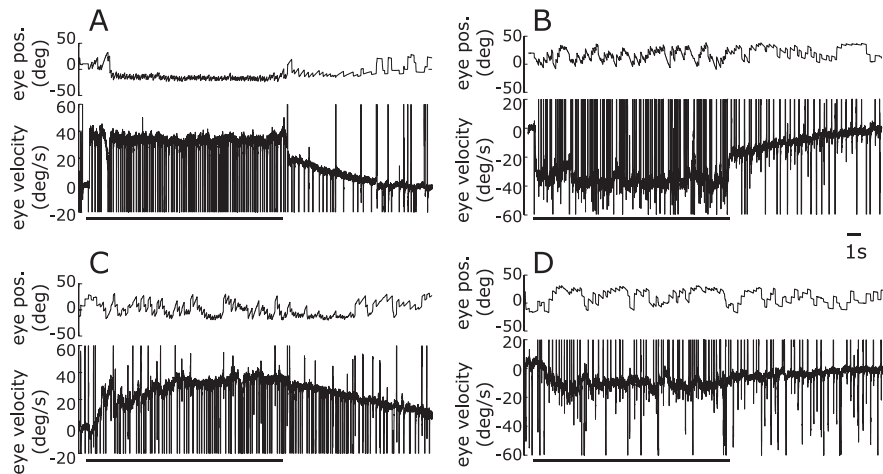 A
B
eye pos.
(deg)
50
0
-50
eye velocity
(deg/s)
60
40
20
0
-20
eye pos.
(deg)
50
0
-50
eye velocity
(deg/s)
20
0
-20
-40
-60
1s
C
D
eye pos.
(deg)
50
0
-50
eye velocity
(deg/s)
60
40
20
0
-20
eye pos.
(deg)
50
0
-50
eye velocity
(deg/s)
20
0
-20
-40
-60